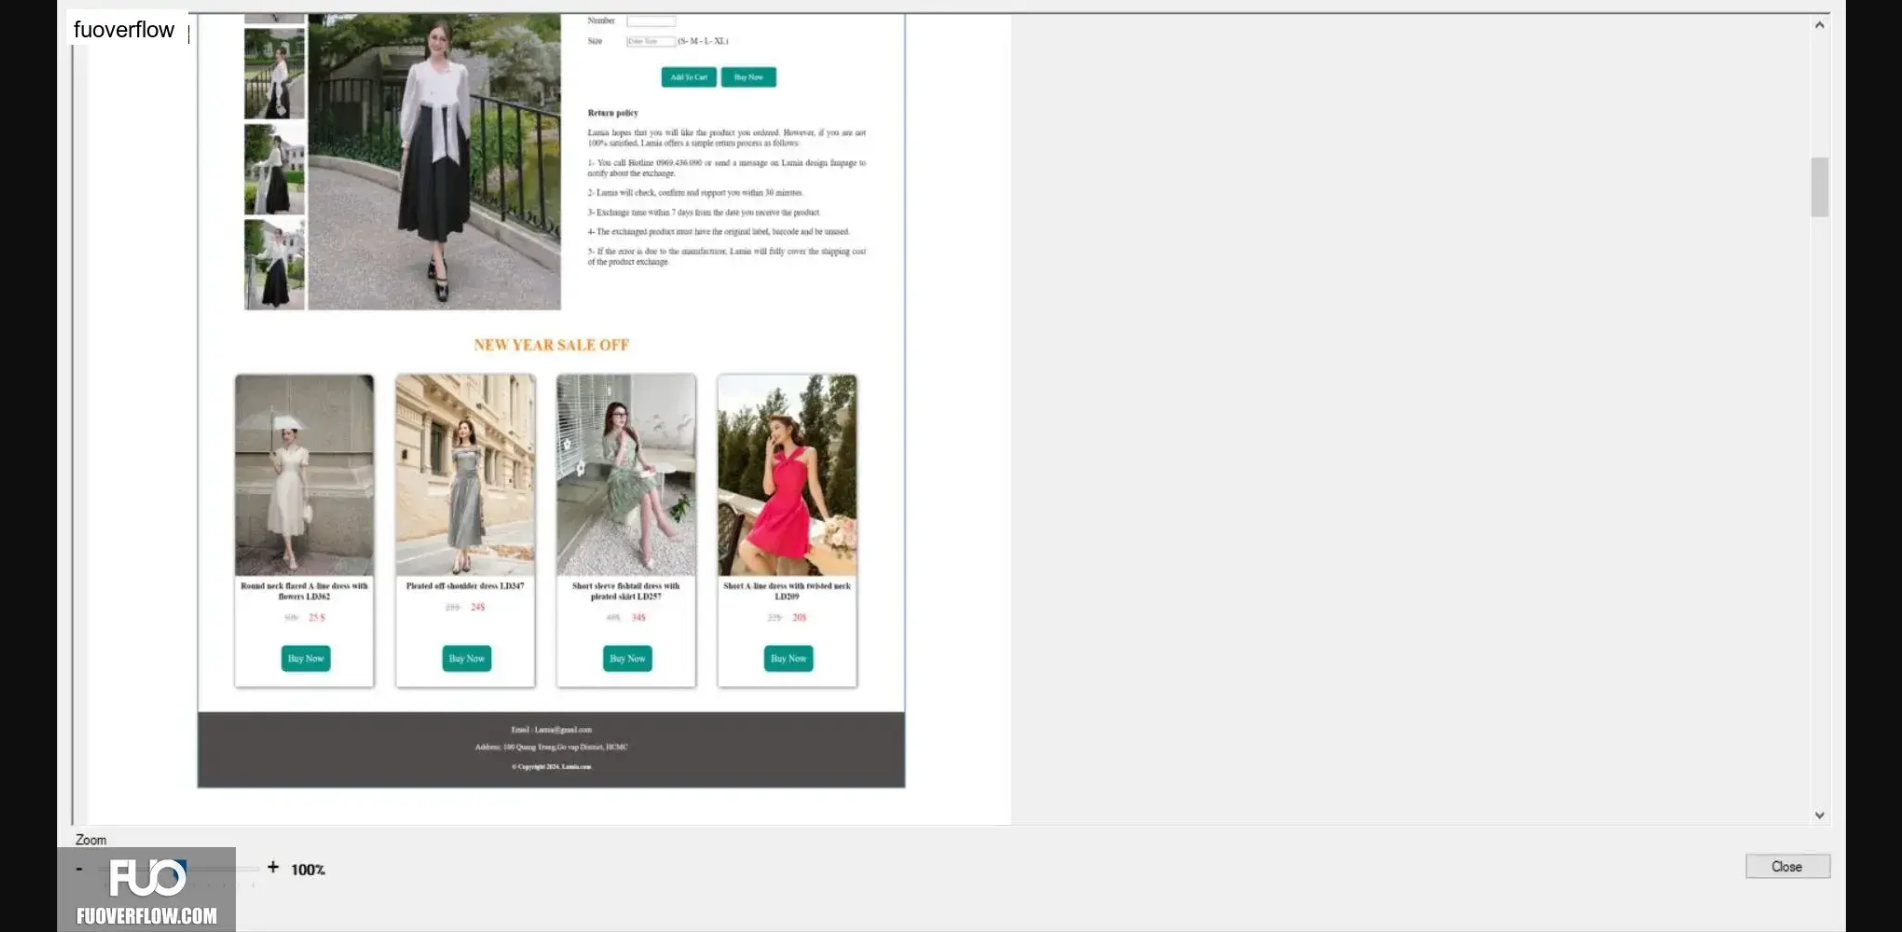 fuoverflow
Number
Size Enter Size (S- M - L- XL)
Add To Cart Buy Now
Return policy
Lamia hopes that you will like the product you ordered. However, if you are not
100% satisfied, Lamia offers a simple return process as follows:
1- You call Hotline 0969.436.090 or send a message on Lamia design fanpage to
notify about the exchange.
2- Lamia will check, confirm and support you within 30 minutes.
3- Exchange time within 7 days from the date you receive the product
4- The exchanged product must have the original label, barcode and be unused.
5- If the error is due to the manufacturer, Lamia will fully cover the shipping cost
of the product exchange.
NEW YEAR SALE OFF
Round neck flared A-line dress with
flowers LD362
25 $
Buy Now
Pleated off-shoulder dress LD347
24$
Buy Now
Short sleeve fishtail dress with
pleated skirt LD257
34$
Buy Now
Short A-line dress with twisted neck
LD209
20$
Buy Now
Email : Lamia@gmail.com
Address: 100 Quang Trung,Go vap District, HCMC
© Copyright 2024, Lamia.com
Zoom
- + 100%
Close
FUO
FUOVERFLOW.COM